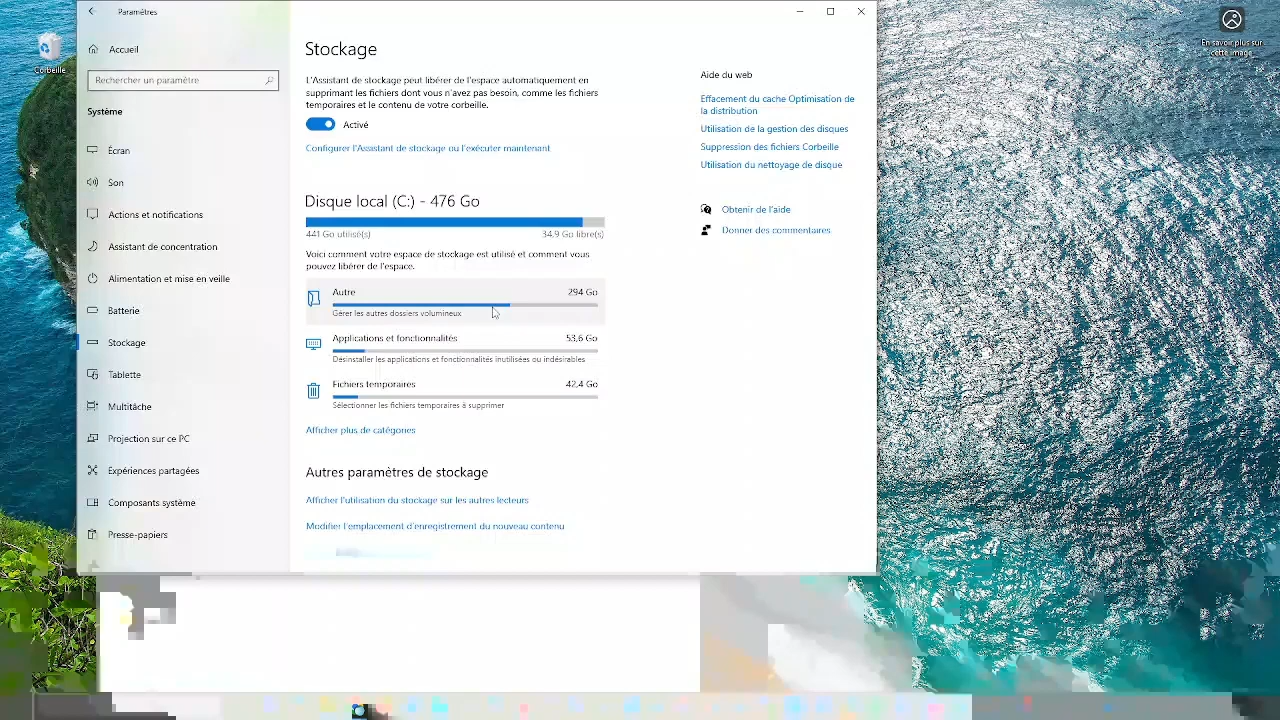 Paramètres
Corbeille
En savoir plus sur
cette image
Accueil
Rechercher un paramètre
Système
Écran
Son
Actions et notifications
Assistant de concentration
Alimentation et mise en veille
Batterie
Stockage
Tablette
Multitâche
Projection sur ce PC
Expériences partagées
Composants système
Presse-papiers
Stockage
L'Assistant de stockage peut libérer de l'espace automatiquement en
supprimant les fichiers dont vous n'avez pas besoin, comme les fichiers
temporaires et le contenu de votre corbeille.
Activé
Configurer l'Assistant de stockage ou l'exécuter maintenant
Disque local (C:) - 476 Go
441 Go utilisé(s)
34,9 Go libre(s)
Voici comment votre espace de stockage est utilisé et comment vous
pouvez libérer de l'espace.
Autre
294 Go
Gérer les autres dossiers volumineux
Applications et fonctionnalités
53,6 Go
Désinstaller les applications et fonctionnalités inutilisées ou indésirables
Fichiers temporaires
42,4 Go
Sélectionner les fichiers temporaires à supprimer
Afficher plus de catégories
Autres paramètres de stockage
Afficher l'utilisation du stockage sur les autres lecteurs
Modifier l'emplacement d'enregistrement du nouveau contenu
Aide du web
Effacement du cache Optimisation de
la distribution
Utilisation de la gestion des disques
Suppression des fichiers Corbeille
Utilisation du nettoyage de disque
Obtenir de l'aide
Donner des commentaires